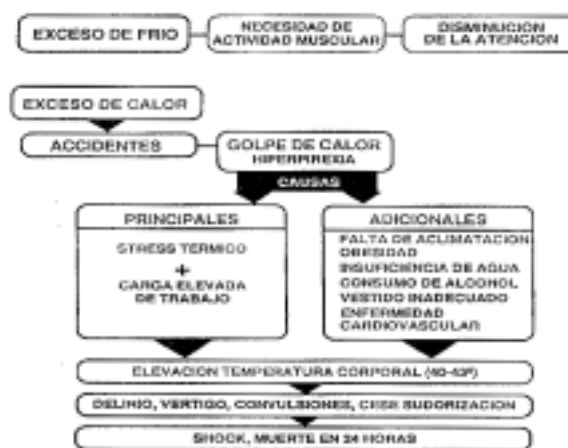 EXCESO DE FRIO
NECESIDAD DE
ACTIVIDAD MUSCULAR
DISMINUCION
DE LA ATENCION
EXCESO DE CALOR
ACCIDENTES
GOLPE DE CALOR
HIPERPIREXIA
CAUSAS
PRINCIPALES
STRESS TERMICO
+
CARGA ELEVADA
DE TRABAJO
ADICIONALES
FALTA DE ACLIMATACION
OBESIDAD
INSUFICIENCIA DE AGUA
CONSUMO DE ALCOHOL
VESTIDO INADECUADO
ENFERMEDAD
CARDIOVASCULAR
ELEVACION TEMPERATURA CORPORAL (40-43º)
DELIRIO, VERTIGO, CONVULSIONES, CESE SUDORIZACION
SHOCK, MUERTE EN 24 HORAS